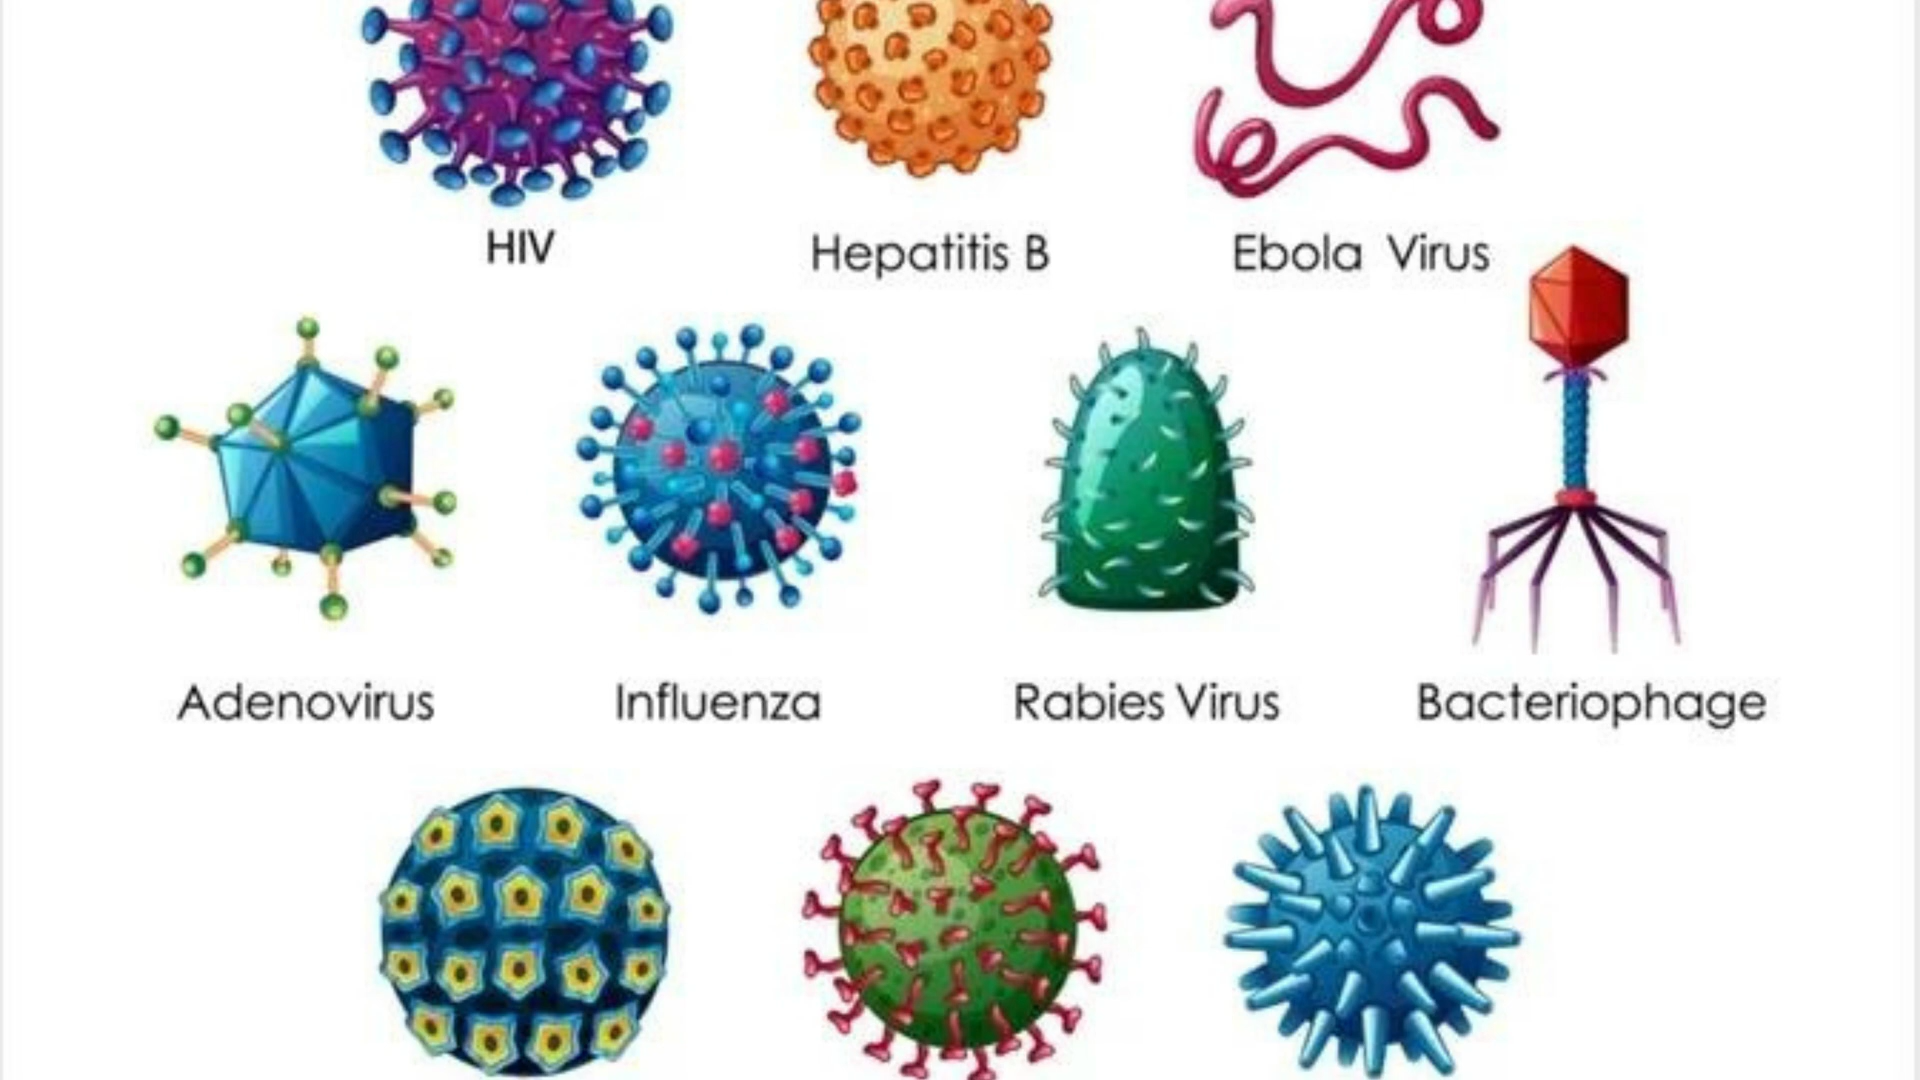 HIV
Hepatitis B
Ebola Virus
Adenovirus
Influenza
Rabies Virus
Bacteriophage